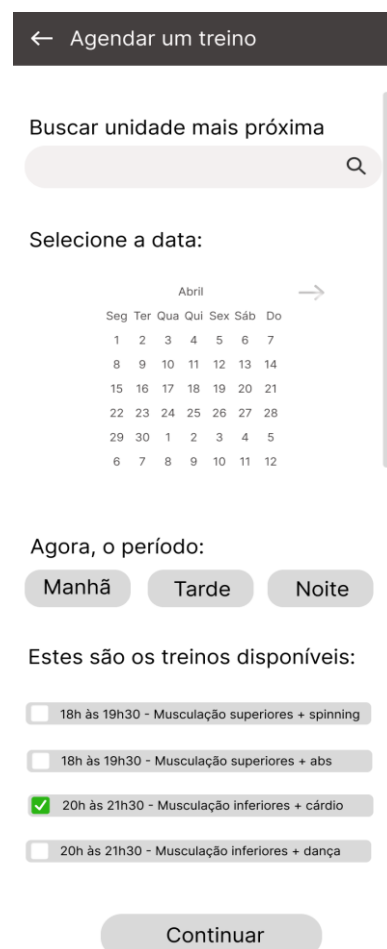 Agendar um treino
Buscar unidade mais próxima
Selecione a data:
Abril
Seg Ter Qua Qui Sex Sáb Do
1 2 3 4 5 6 7
8 9 10 11 12 13 14
15 16 17 18 19 20 21
22 23 24 25 26 27 28
29 30 1 2 3 4 5
6 7 8 9 10 11 12
Agora, o período:
Manhã Tarde Noite
Estes são os treinos disponíveis:
18h às 19h30 - Musculação superiores + spinning
18h às 19h30 - Musculação superiores + abs
20h às 21h30 - Musculação inferiores + cárdio
20h às 21h30 - Musculação inferiores + dança
Continuar